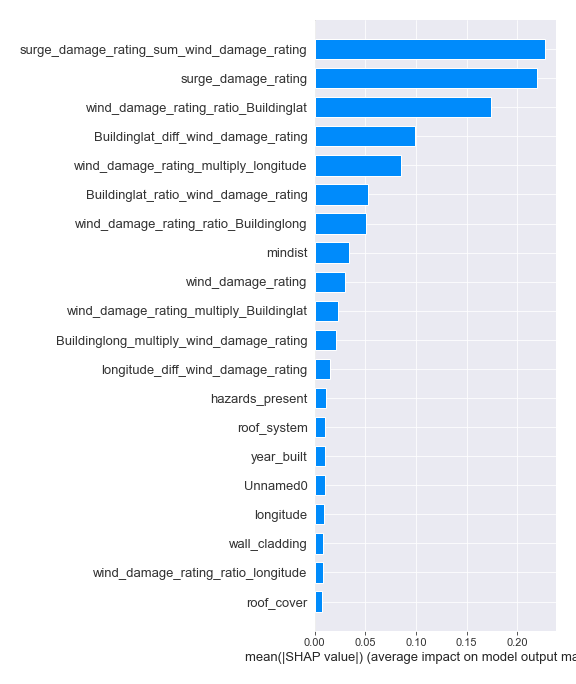 surge_damage_rating_sum_wind_damage_rating
surge_damage_rating
wind_damage_rating_ratio_Buildinglat
Buildinglat_diff_wind_damage_rating
wind_damage_rating_multiply_longitude
Buildinglat_ratio_wind_damage_rating
wind_damage_rating_ratio_Buildinglong
mindist
wind_damage_rating
wind_damage_rating_multiply_Buildinglat
Buildinglong_multiply_wind_damage_rating
longitude_diff_wind_damage_rating
hazards_present
roof_system
year_built
Unnamed0
longitude
wall_cladding
wind_damage_rating_ratio_longitude
roof_cover
0.00 0.05 0.10 0.15 0.20
mean(|SHAP value|) (average impact on model output ma